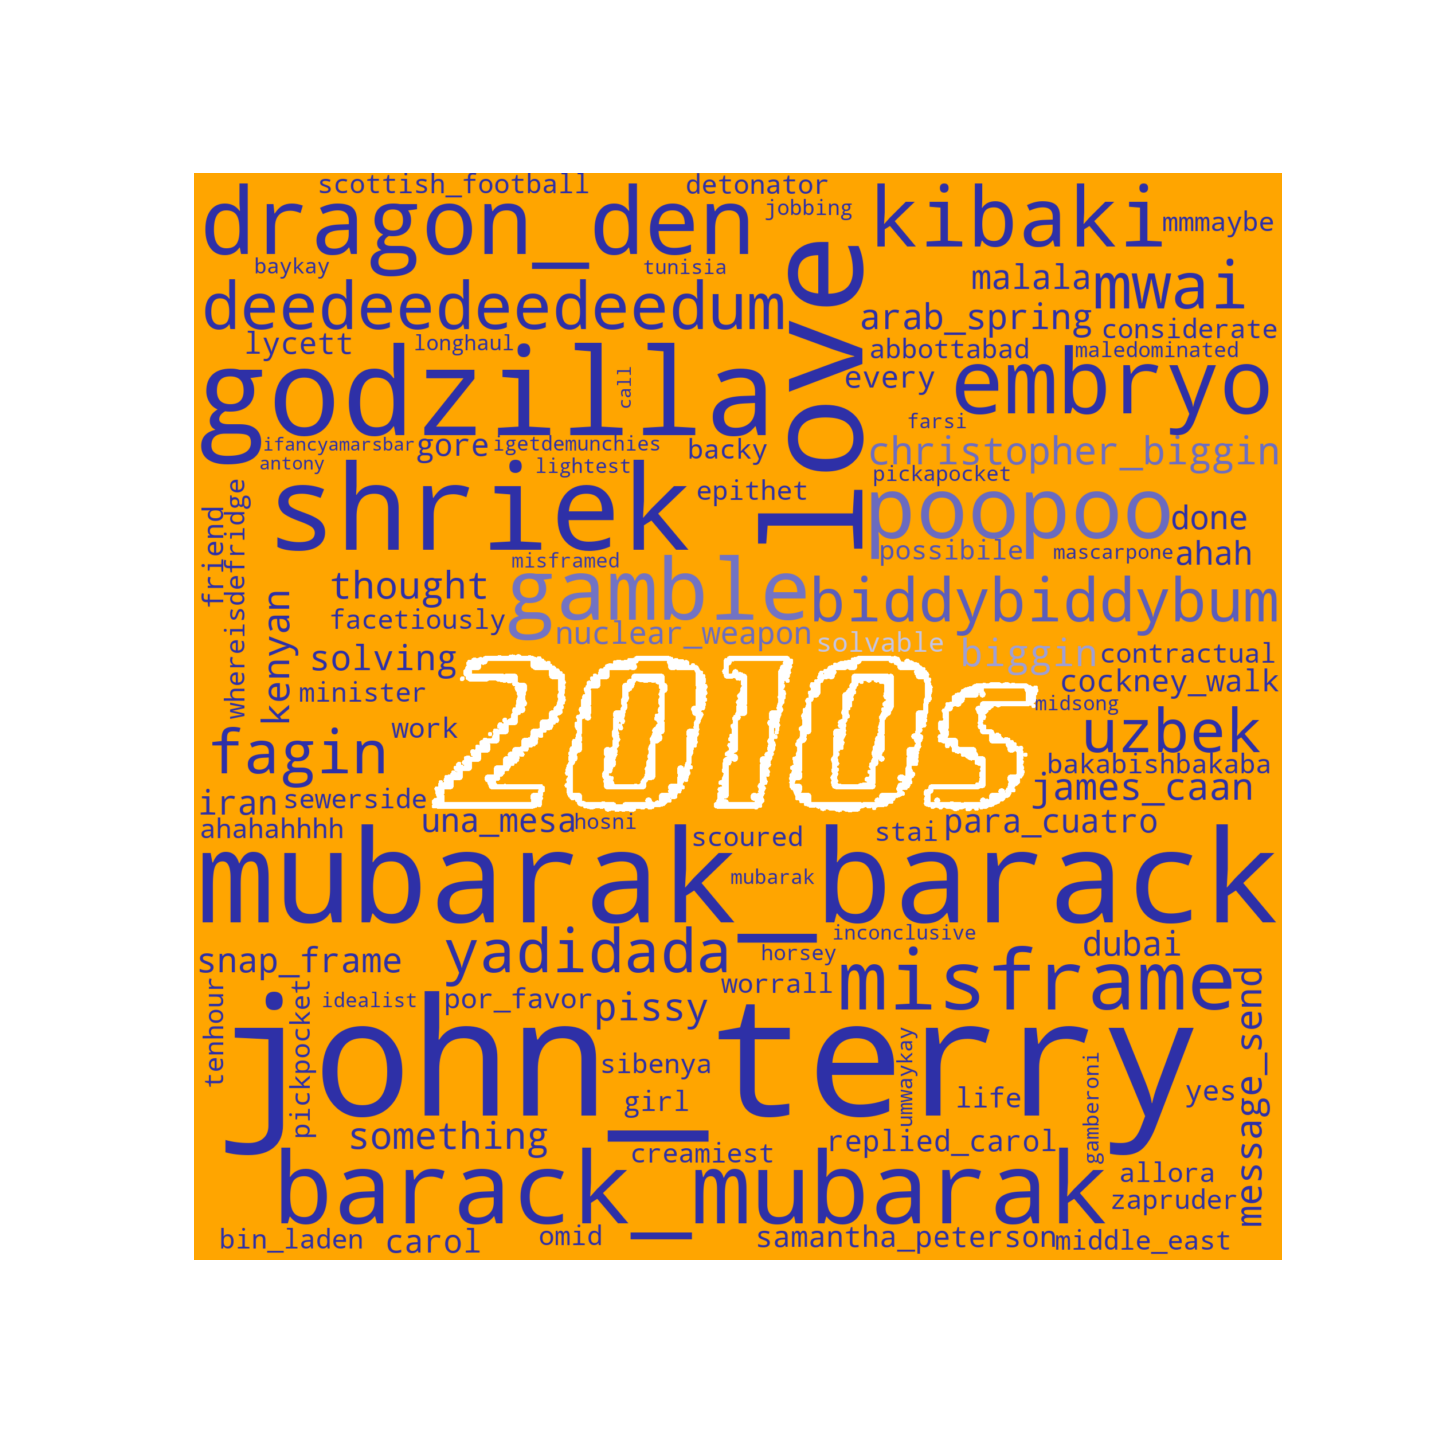 scottish_football
detonator
dragon_den
jobbing
kibaki
mmmaybe
love
baykay
tunisia
malala
mwai
deedeedeedeedum
arab_spring
considerate
lycett
longhaul
abbottabad
maledominated
godzilla
call
every
embryo
farsi
ifancyamarsbar
gore
igetdemunchies
backy
christopher_biggin
antony
lightest
pickapocket
shriek
epithet
poopoo
done
friend
whereisdefridge
misframed
possibile
mascarpone
ahah
thought
gamble
biddybiddybum
kenyan
facetiously
nuclear_weapon
solvable
biggin
contractual
solving
2010s
cockney_walk
minister
midsong
work
fagin
uzbek
bakabishbakaba
iran
sewerside
james_caan
ahahahhhh
una_mesa
hosni
scoured
stai
para_cuatro
mubarak_barack
mubarak
yadidada
inconclusive
dubai
snap_frame
horsey
worrall
misframe
tenhour
pickpocket
idealist
por_favor
pissy
message_send
john_terry
sibenya
umwaykay
gamberoni
girl
life
yes
something
replied_carol
creamiest
barack_mubarak
allora
zapruder
bin_laden
carol
omid
samantha_peterson
middle_east